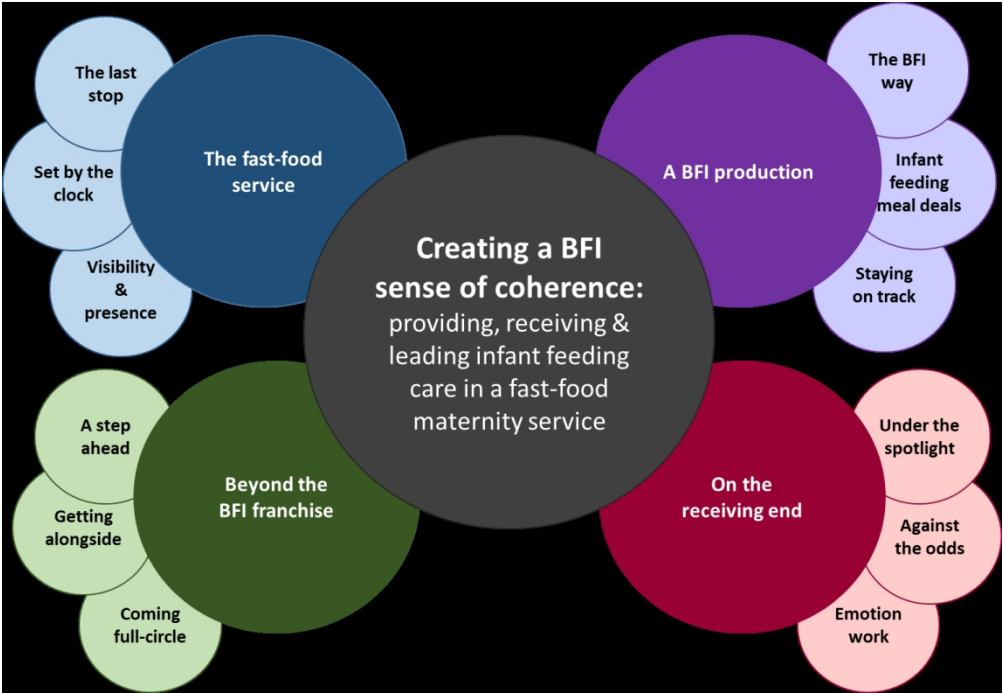 The last
stop
Set by the
clock
Visibility
&
presence
The fast-food
service
The BFI
way
Infant
feeding
meal deals
Staying
on track
A BFI production
Creating a BFI
sense of coherence:
providing, receiving &
leading infant feeding
care in a fast-food
maternity service
A step
ahead
Getting
alongside
Coming
full-circle
Beyond the
BFI franchise
Under the
spotlight
Against
the odds
Emotion
work
On the
receiving end